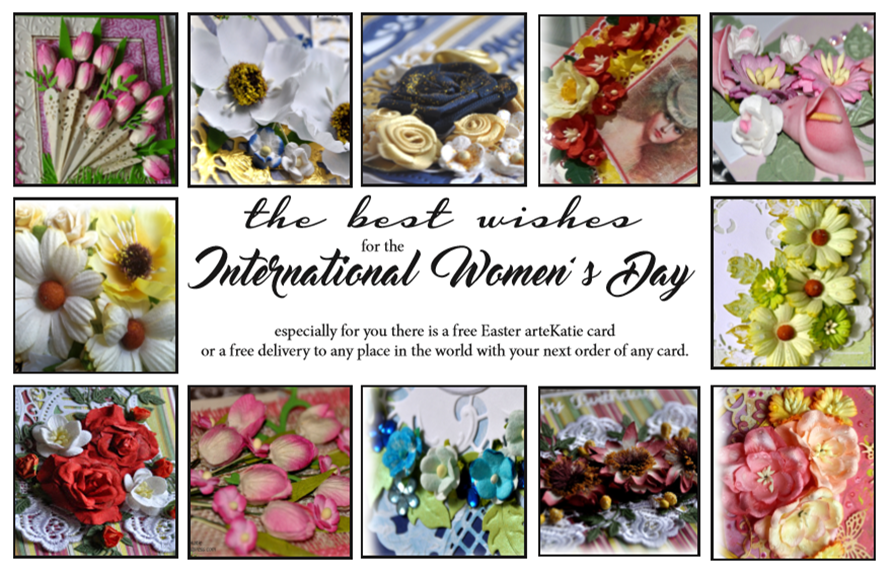 the best wishes
for the
International Women's Day
especially for you there is a free Easter arteKatie card
or a free delivery to any place in the world with your next order of any card.